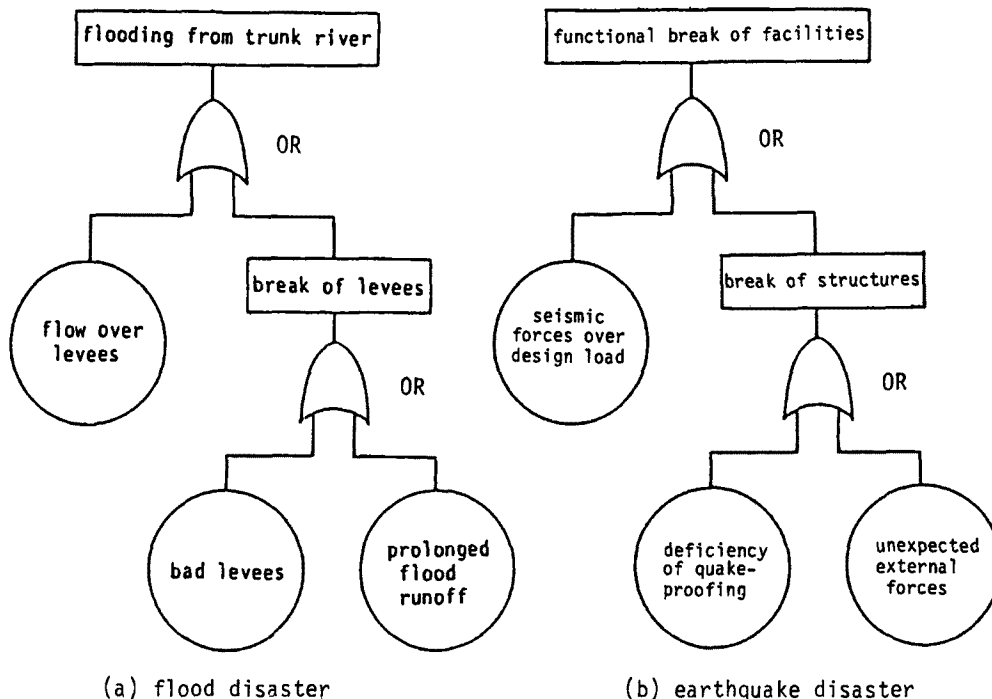 flooding from trunk river
OR
flow over
levees
break of levees
OR
bad levees
prolonged
flood
runoff
(a) flood disaster
functional break of facilities
OR
seismic
forces over
design load
break of structures
OR
deficiency
of quake-
proofing
unexpected
external
forces
(b) earthquake disaster